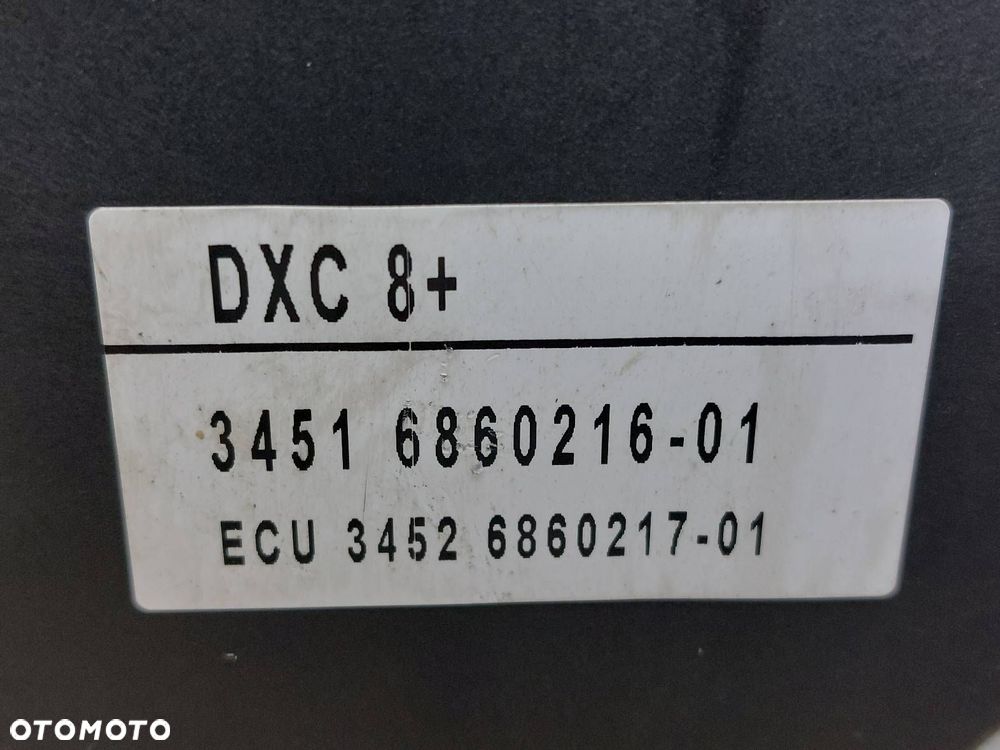 DXC 8+
3451 6860216-01
ECU 3452 6860217-01
OTOMOTO